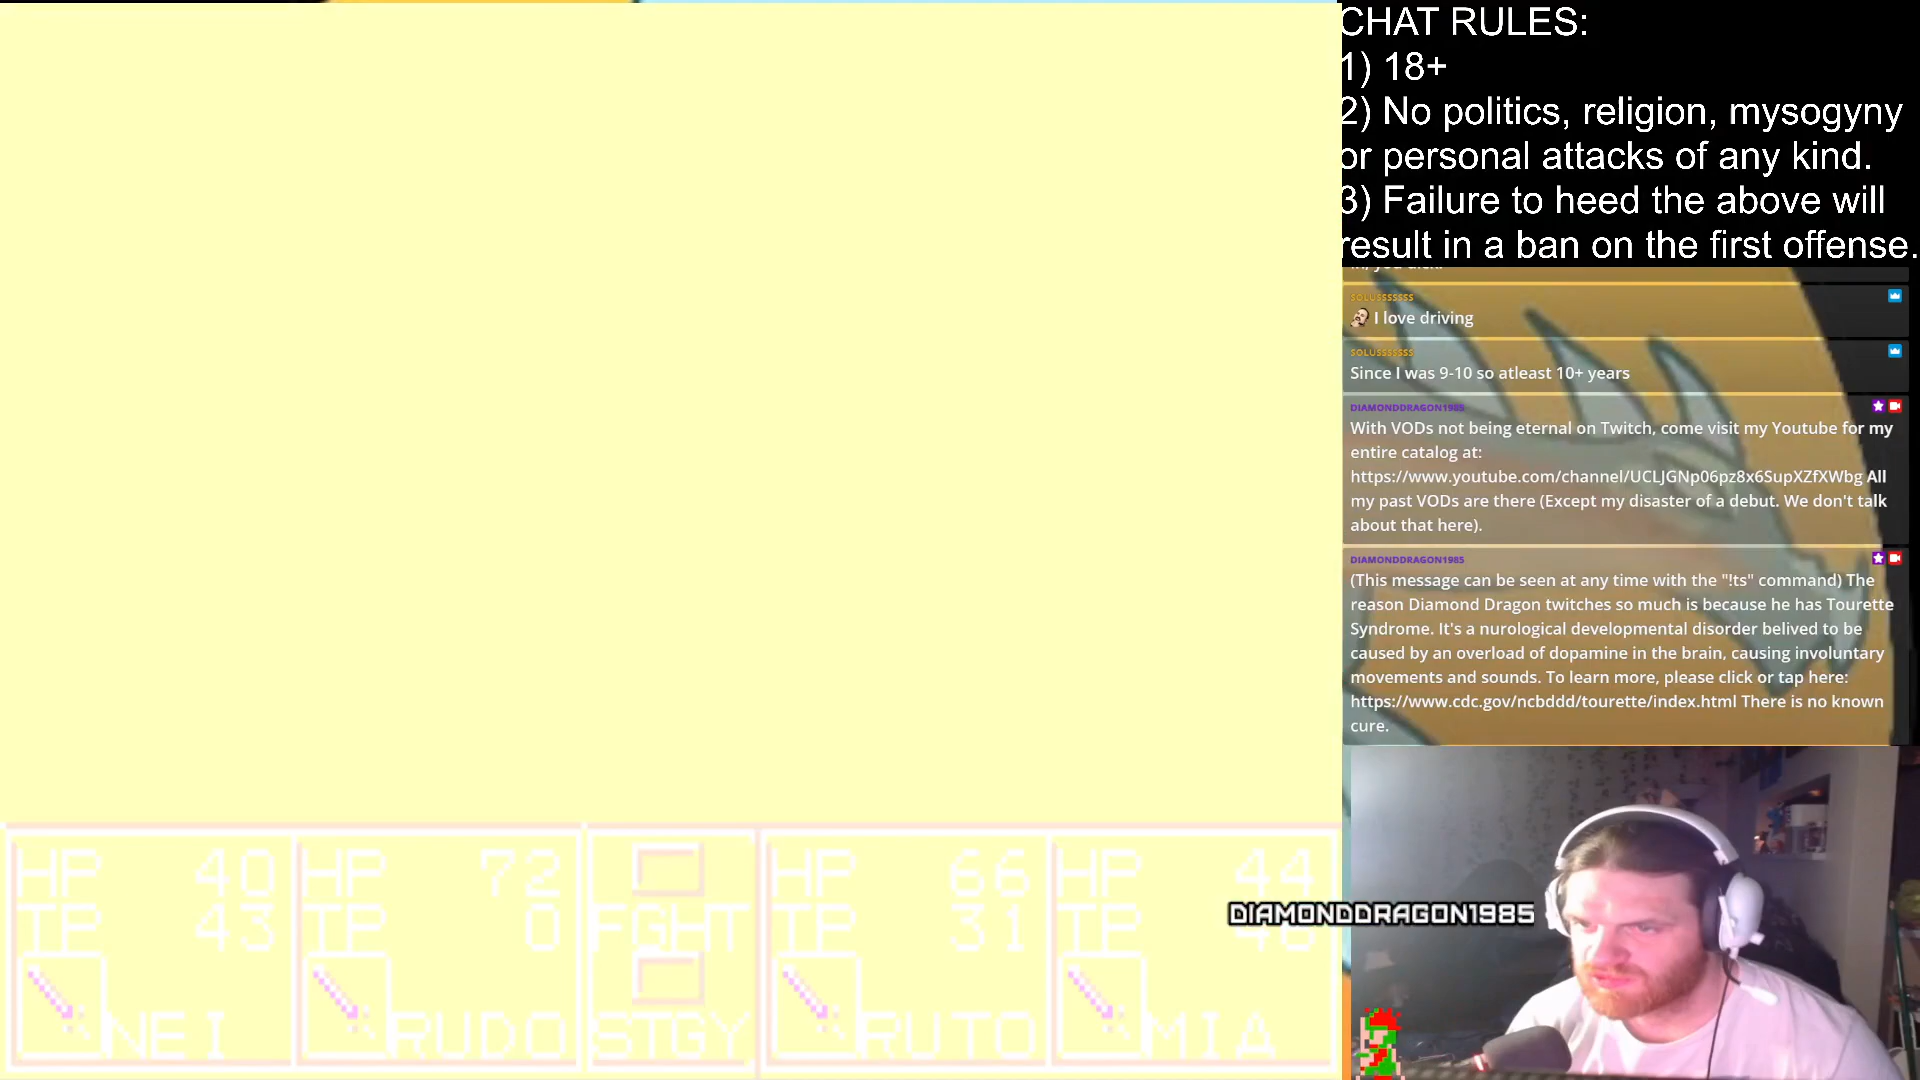 CHAT RULES:
1) 18+
2) No politics, religion, mysogyny
or personal attacks of any kind.
3) Failure to heed the above will
result in a ban on the first offense.
SOLUSSSSSSS
I love driving
SOLUSSSSSSS
Since I was 9-10 so atleast 10+ years
DIAMONDDRAGON1985
With VODs not being eternal on Twitch, come visit my Youtube for my
entire catalog at:
https://www.youtube.com/channel/UCLJGNp06pz8x6SupXZfXWbg All
my past VODs are there (Except my disaster of a debut. We don't talk
about that here).
DIAMONDDRAGON1985
(This message can be seen at any time with the "!ts" command) The
reason Diamond Dragon twitches so much is because he has Tourette
Syndrome. It's a nurological developmental disorder belived to be
caused by an overload of dopamine in the brain, causing involuntary
movements and sounds. To learn more, please click or tap here:
https://www.cdc.gov/ncbddd/tourette/index.html There is no known
cure.
HP 40 HP 72 HP 66 HP 44
TP 43 TP 0 FGHT TP 31 TP
DIAMONDDRAGON1985
NEI RUDO STGY RUTO MIA